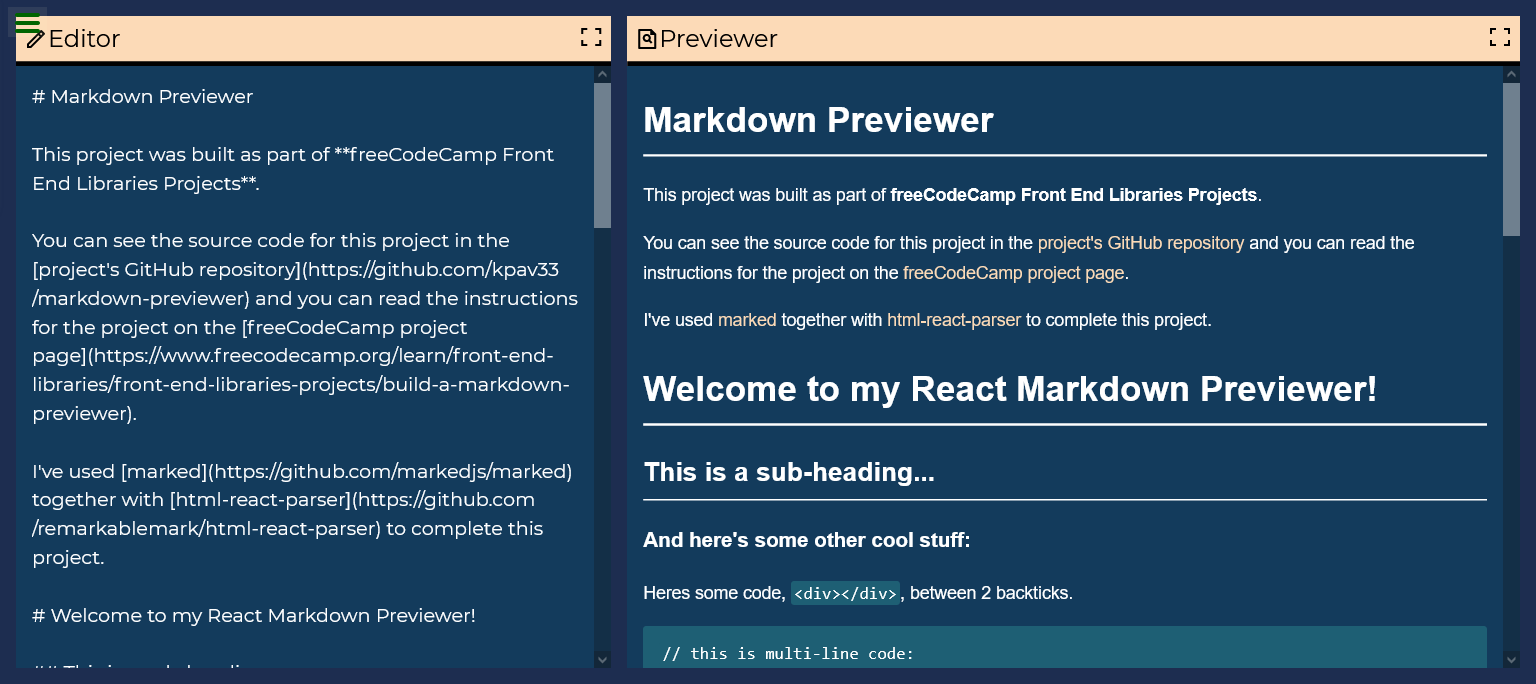 Editor
# Markdown Previewer
This project was built as part of **freeCodeCamp Front
End Libraries Projects**.
You can see the source code for this project in the
[project's GitHub repository](https://github.com/kpav33
/markdown-previewer) and you can read the instructions
for the project on the [freeCodeCamp project
page](https://www.freecodecamp.org/learn/front-end-
libraries/front-end-libraries-projects/build-a-markdown-
previewer).
I've used [marked](https://github.com/markedjs/marked)
together with [html-react-parser](https://github.com
/remarkablemark/html-react-parser) to complete this
project.
# Welcome to my React Markdown Previewer!
Previewer
Markdown Previewer
This project was built as part of freeCodeCamp Front End Libraries Projects.
You can see the source code for this project in the project's GitHub repository and you can read the
instructions for the project on the freeCodeCamp project page.
I've used marked together with html-react-parser to complete this project.
Welcome to my React Markdown Previewer!
This is a sub-heading...
And here's some other cool stuff:
Heres some code, <div></div>, between 2 backticks.
// this is multi-line code: